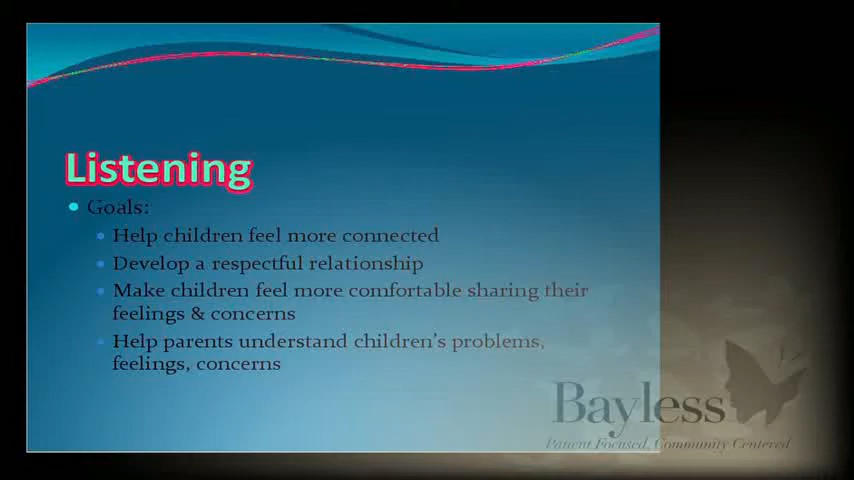 Listening
Goals:
Help children feel more connected
Develop a respectful relationship
Make children feel more comfortable sharing their
feelings & concerns
Help parents understand children's problems,
feelings, concerns
Bayless
Patient Focused, Community Centered